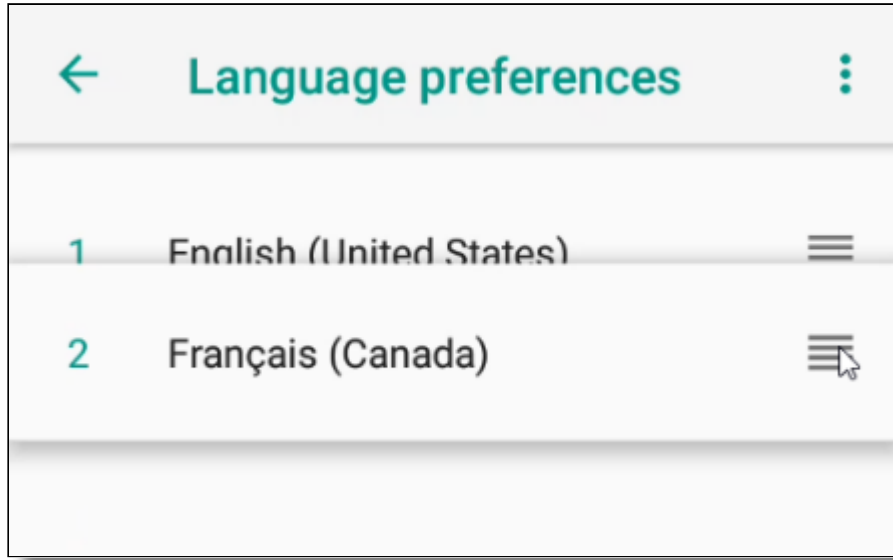 Language preferences
1 English (United States)
2 Français (Canada)